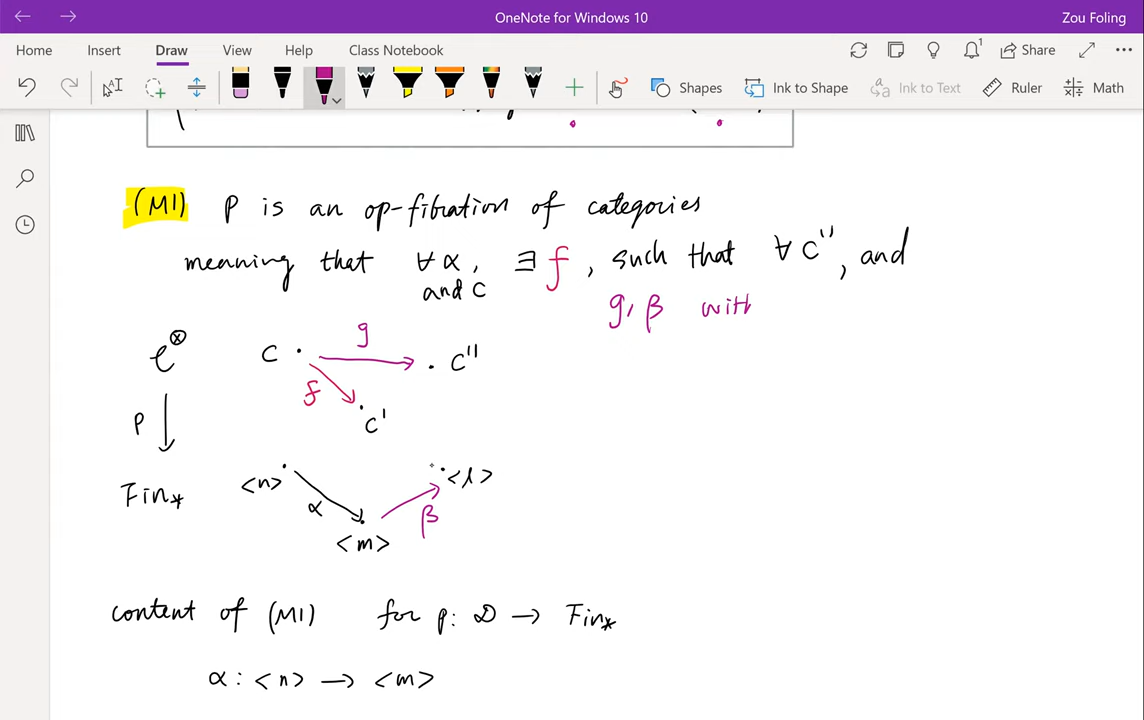 OneNote for Windows 10
Zou Foling
Home Insert Draw View Help Class Notebook Share
Shapes Ink to Shape Ink to Text Ruler Math
(M1) P is an op-fibration of categories
meaning that ∀ α, ∃ f, such that ∀ C'', and
and C
g, β with
g
C^⊗ C · · C''
f
P · C'
Fin* <n> · · <l>
α β
<m>
content of (M1) for p: D → Fin*
α : <n> → <m>